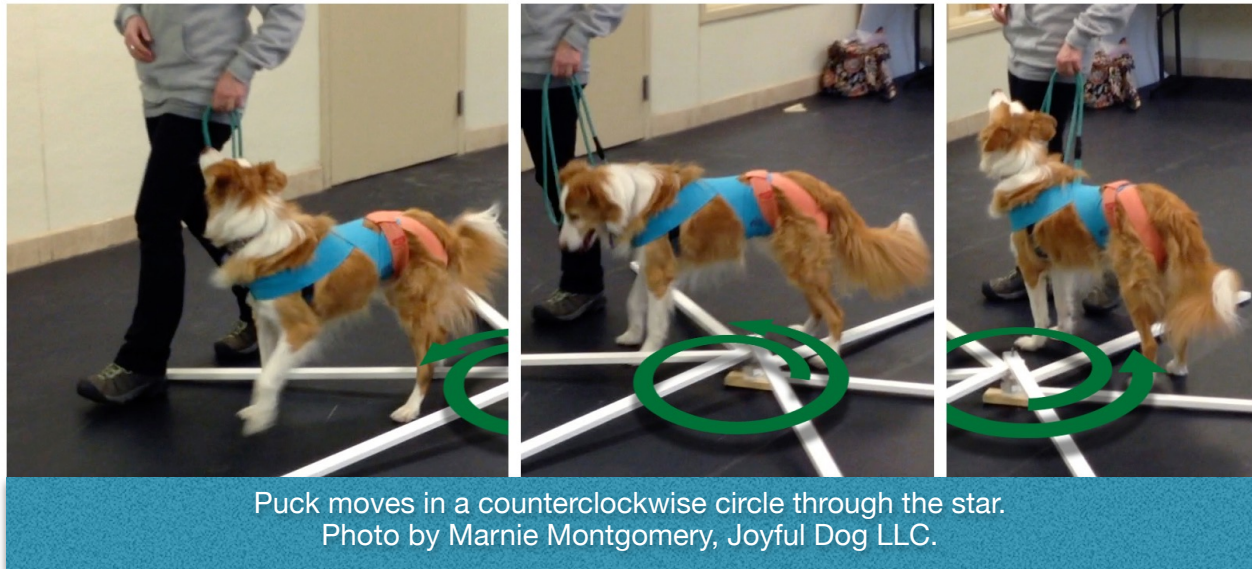 Puck moves in a counterclockwise circle through the star.
Photo by Marnie Montgomery, Joyful Dog LLC.